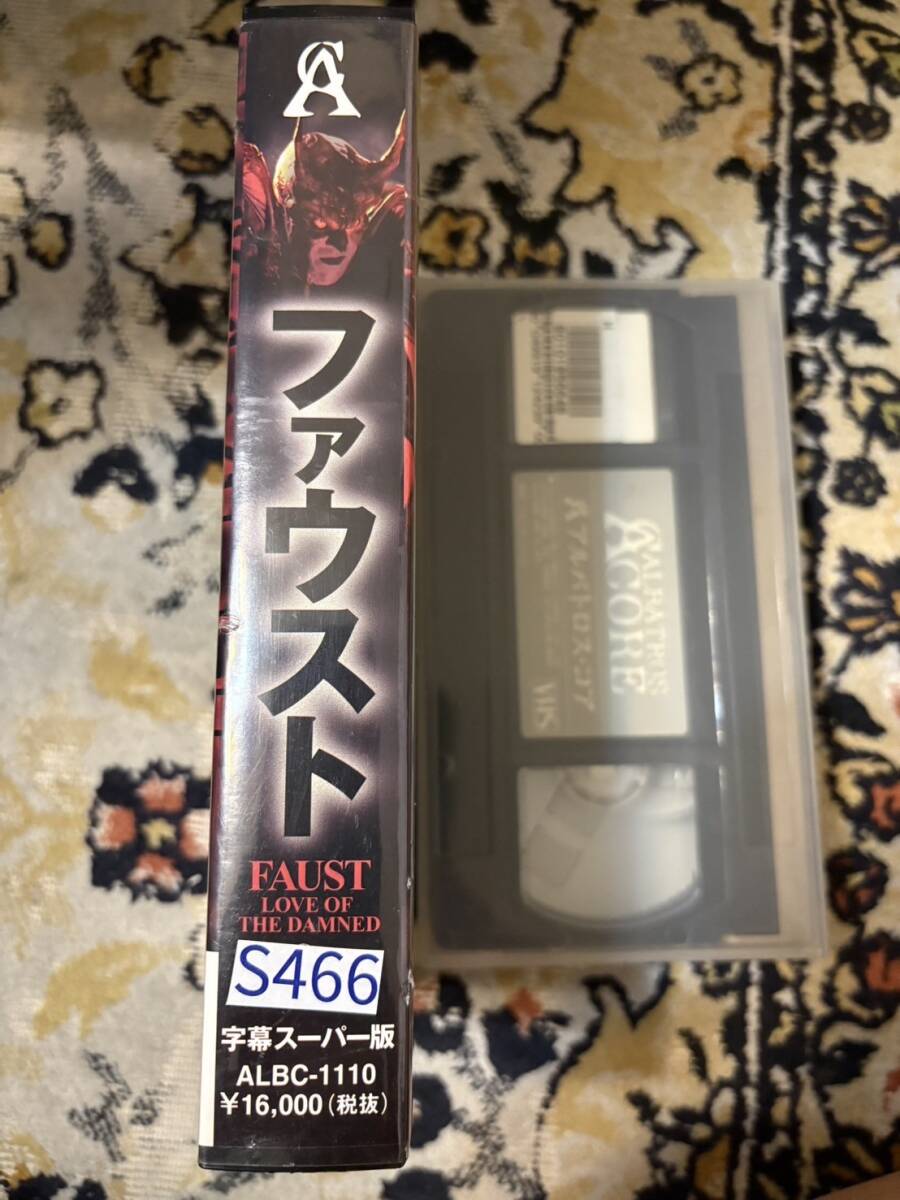 CA
ファウスト
FAUST
LOVE OF
THE DAMNED
S466
字幕スーパー版
ALBC-1110
¥16,000(税抜)
ALBATROS
CORE
アルバトロス・コア
VHS